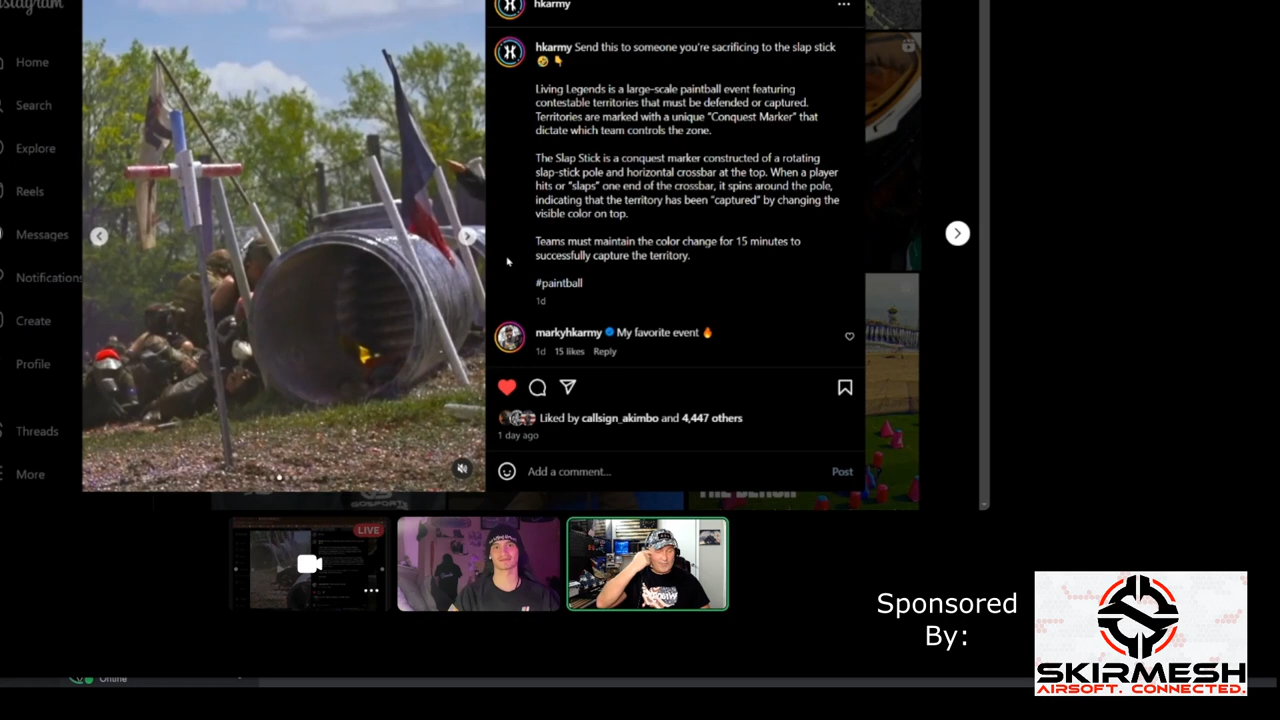 Instagram
hkarmy
Home
Search
Explore
Reels
Messages
Notifications
Create
Profile
Threads
More
hkarmy Send this to someone you're sacrificing to the slap stick
🤣 👇
Living Legends is a large-scale paintball event featuring
contestable territories that must be defended or captured.
Territories are marked with a unique "Conquest Marker" that
dictate which team controls the zone.
The Slap Stick is a conquest marker constructed of a rotating
slap-stick pole and horizontal crossbar at the top. When a player
hits or "slaps" one end of the crossbar, it spins around the pole,
indicating that the territory has been "captured" by changing the
visible color on top.
Teams must maintain the color change for 15 minutes to
successfully capture the territory.
#paintball
1d
markyhkarmy My favorite event 🔥
1d 15 likes Reply
Liked by callsign_akimbo and 4,447 others
1 day ago
Add a comment... Post
LIVE
Sponsored
By:
SKIRMESH
AIRSOFT. CONNECTED.
Online